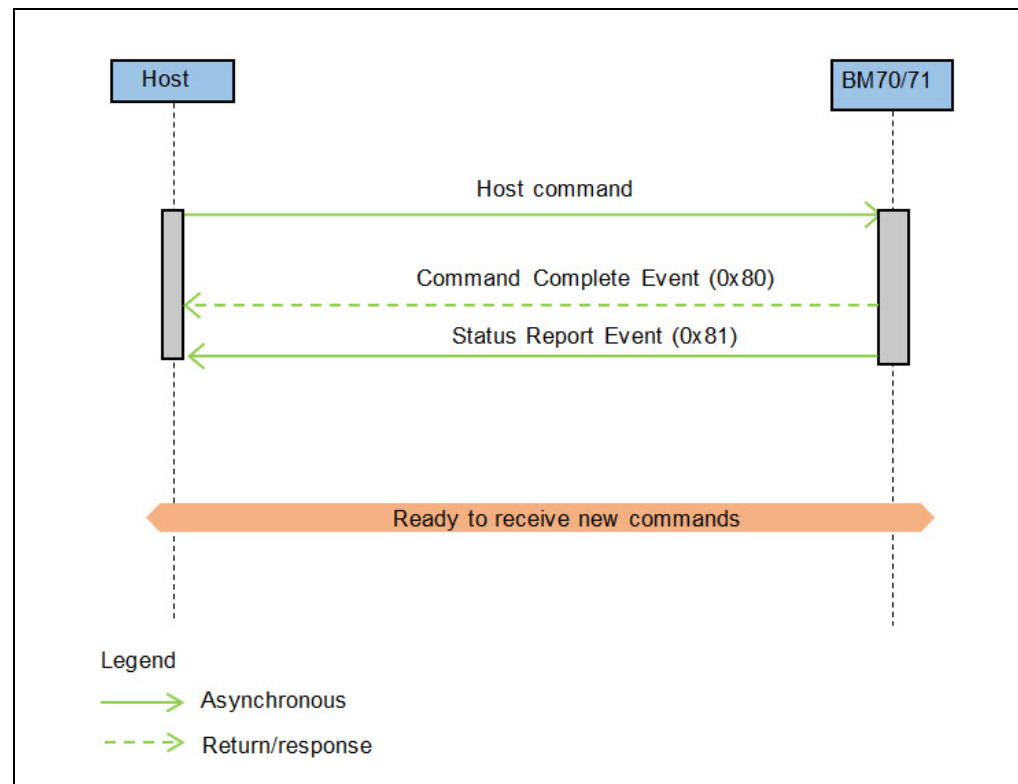 Host
BM70/71
Host command
Command Complete Event (0x80)
Status Report Event (0x81)
Ready to receive new commands
Legend
Asynchronous
Return/response